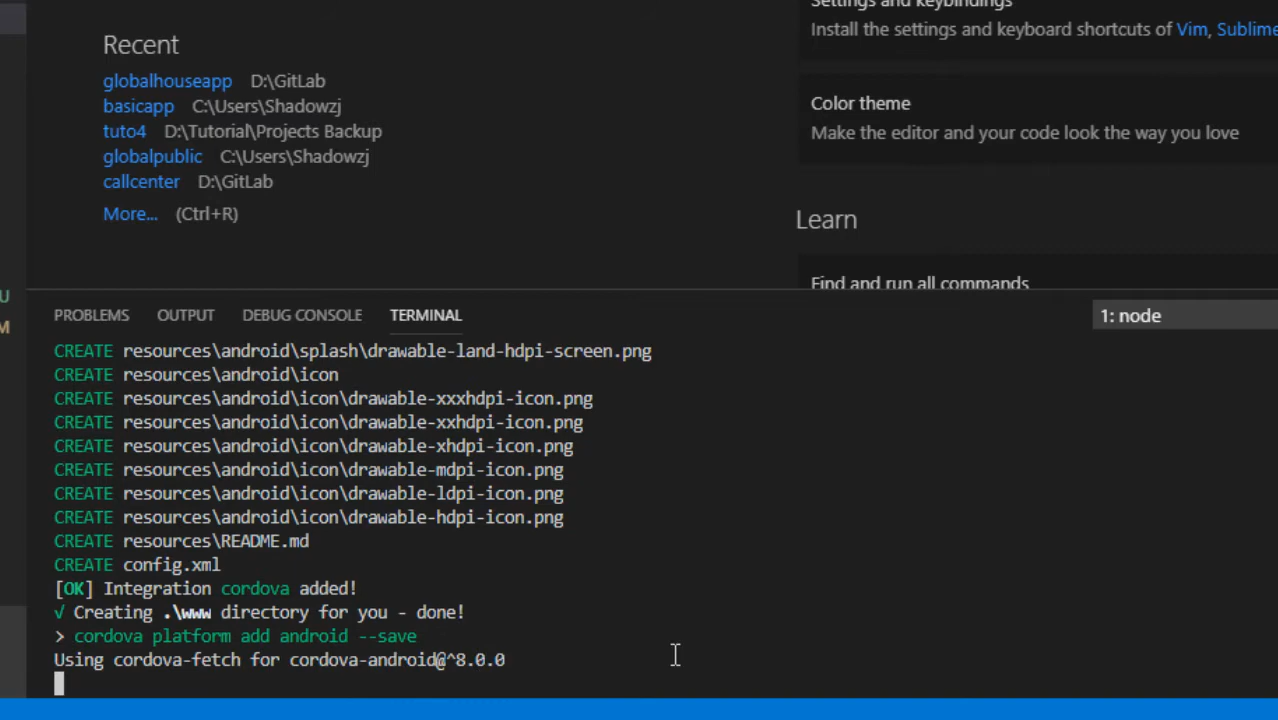 Settings and keybindings
Install the settings and keyboard shortcuts of Vim, Sublime
Recent
globalhouseapp D:\GitLab
basicapp C:\Users\Shadowzj
tuto4 D:\Tutorial\Projects Backup
globalpublic C:\Users\Shadowzj
callcenter D:\GitLab
More... (Ctrl+R)
Color theme
Make the editor and your code look the way you love
Learn
Find and run all commands
U
M
PROBLEMS OUTPUT DEBUG CONSOLE TERMINAL 1: node
CREATE resources\android\splash\drawable-land-hdpi-screen.png
CREATE resources\android\icon
CREATE resources\android\icon\drawable-xxxhdpi-icon.png
CREATE resources\android\icon\drawable-xxhdpi-icon.png
CREATE resources\android\icon\drawable-xhdpi-icon.png
CREATE resources\android\icon\drawable-mdpi-icon.png
CREATE resources\android\icon\drawable-ldpi-icon.png
CREATE resources\android\icon\drawable-hdpi-icon.png
CREATE resources\README.md
CREATE config.xml
[OK] Integration cordova added!
√ Creating .\www directory for you - done!
> cordova platform add android --save
Using cordova-fetch for cordova-android@^8.0.0